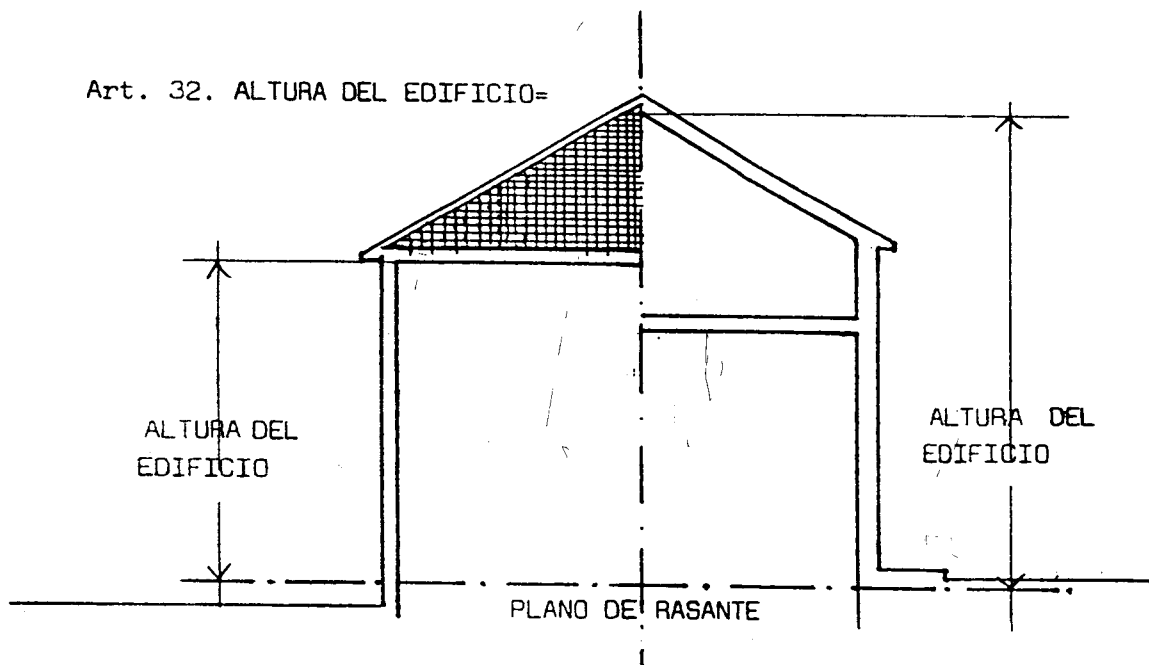 Art. 32. ALTURA DEL EDIFICIO=
ALTURA DEL
EDIFICIO
ALTURA DEL
EDIFICIO
PLANO DE RASANTE